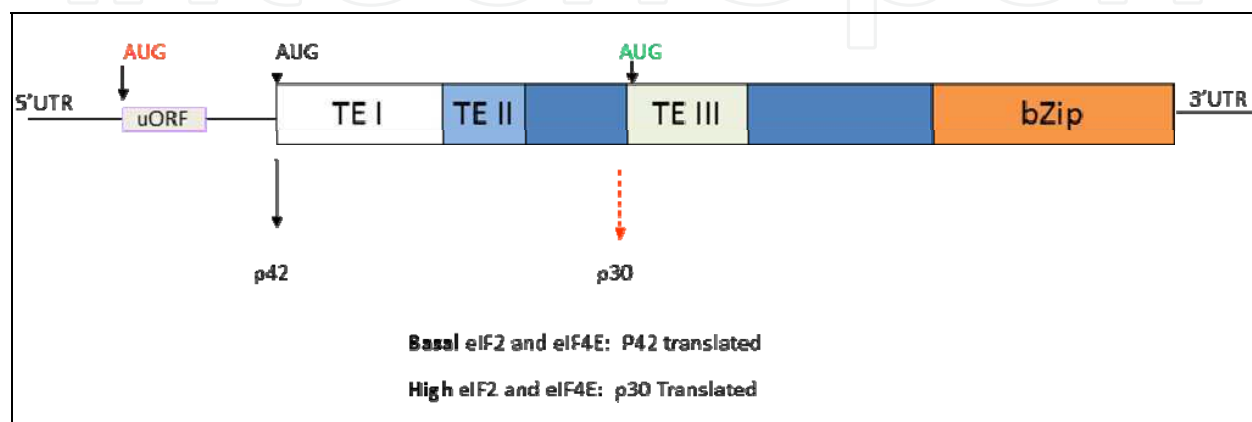 AUG AUG AUG
5'UTR uORF TE I TE II TE III bZip 3'UTR
p42 p30
Basal eIF2 and eIF4E: P42 translated
High eIF2 and eIF4E: p30 Translated